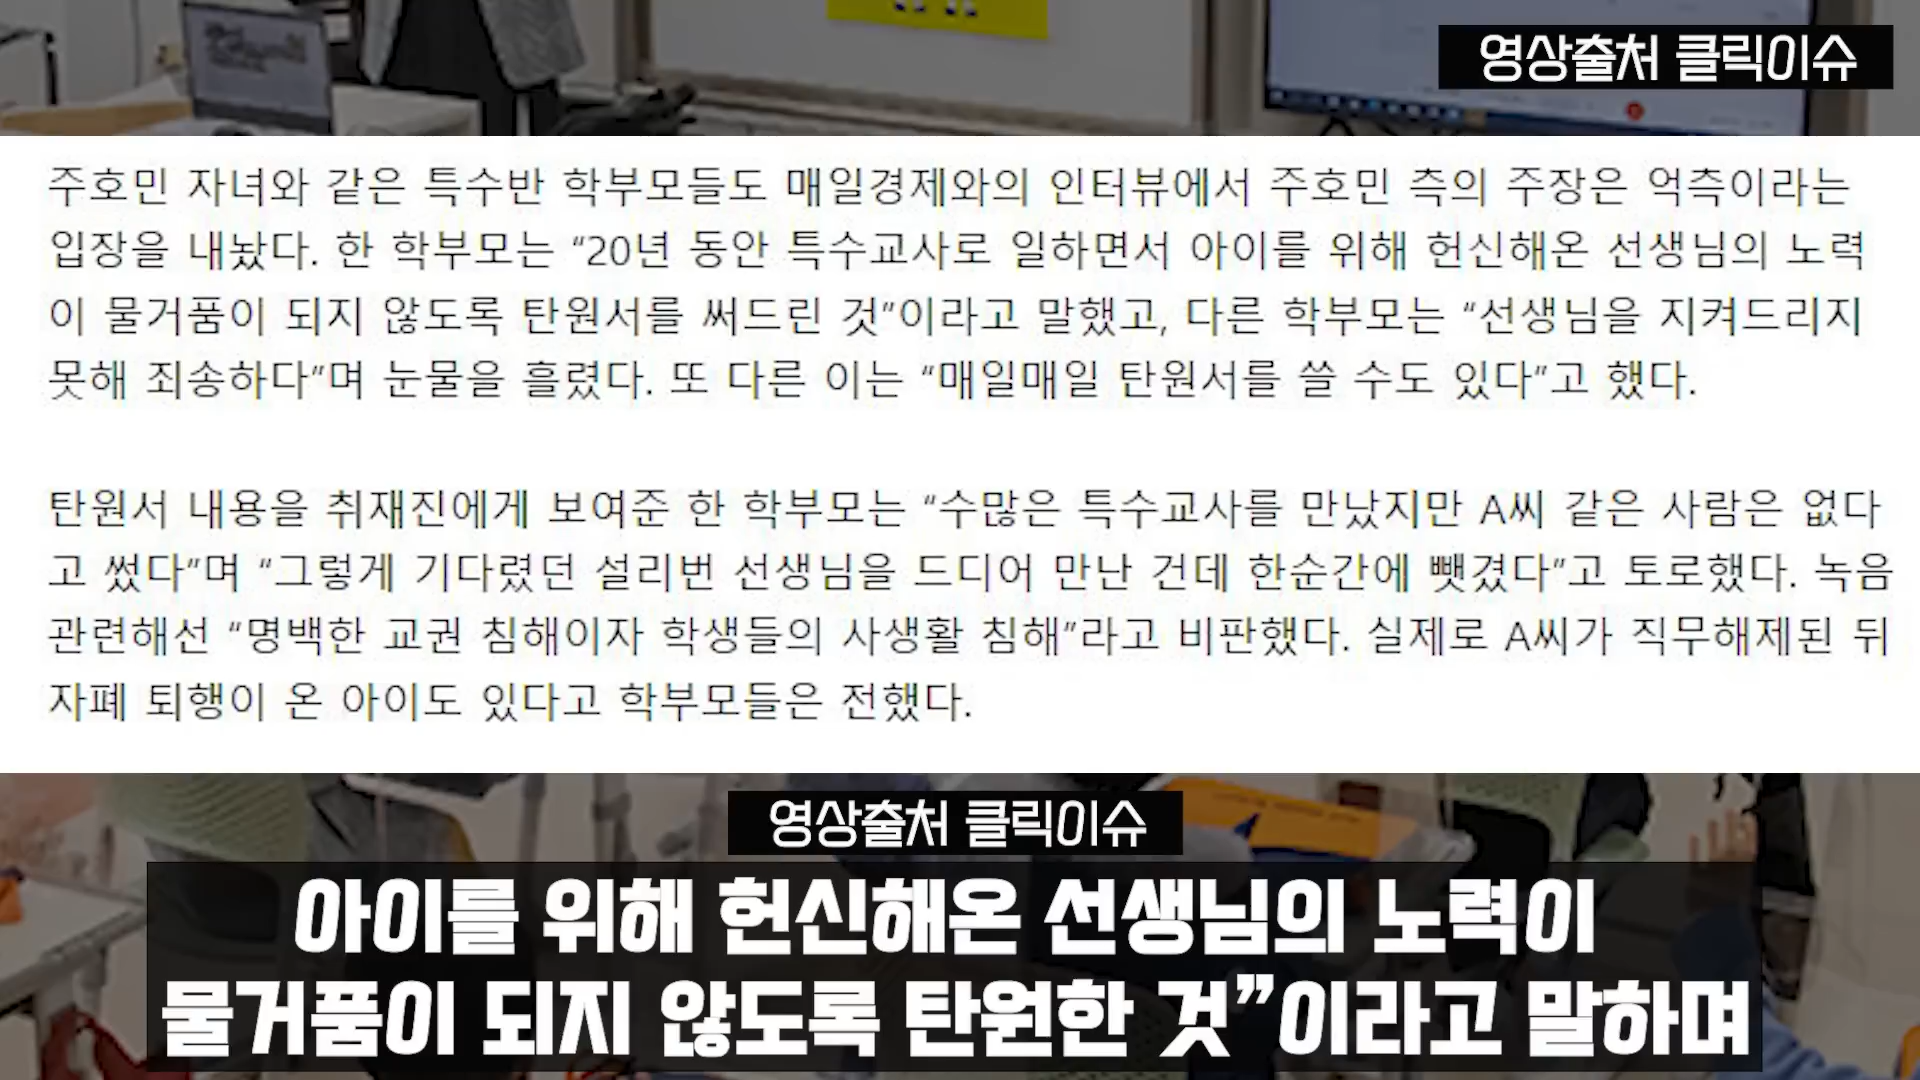 영상출처 클릭이슈
주호민 자녀와 같은 특수반 학부모들도 매일경제와의 인터뷰에서 주호민 측의 주장은 억측이라는
입장을 내놨다. 한 학부모는 “20년 동안 특수교사로 일하면서 아이를 위해 헌신해온 선생님의 노력
이 물거품이 되지 않도록 탄원서를 써드린 것”이라고 말했고, 다른 학부모는 “선생님을 지켜드리지
못해 죄송하다”며 눈물을 흘렸다. 또 다른 이는 “매일매일 탄원서를 쓸 수도 있다”고 했다.
탄원서 내용을 취재진에게 보여준 한 학부모는 “수많은 특수교사를 만났지만 A씨 같은 사람은 없다
고 썼다”며 “그렇게 기다렸던 설리번 선생님을 드디어 만난 건데 한순간에 뺏겼다”고 토로했다. 녹음
관련해선 “명백한 교권 침해이자 학생들의 사생활 침해”라고 비판했다. 실제로 A씨가 직무해제된 뒤
자폐 퇴행이 온 아이도 있다고 학부모들은 전했다.
영상출처 클릭이슈
아이를 위해 헌신해온 선생님의 노력이
물거품이 되지 않도록 탄원한 것”이라고 말하며